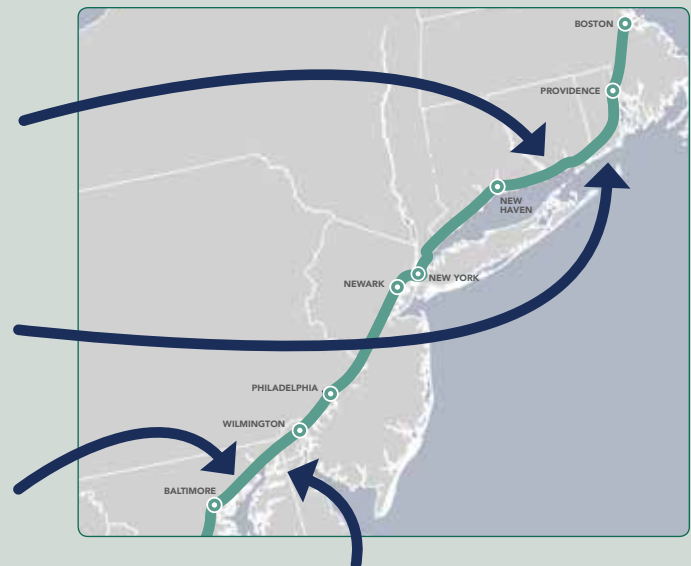 BOSTON
PROVIDENCE
NEW
HAVEN
NEW YORK
NEWARK
PHILADELPHIA
WILMINGTON
BALTIMORE